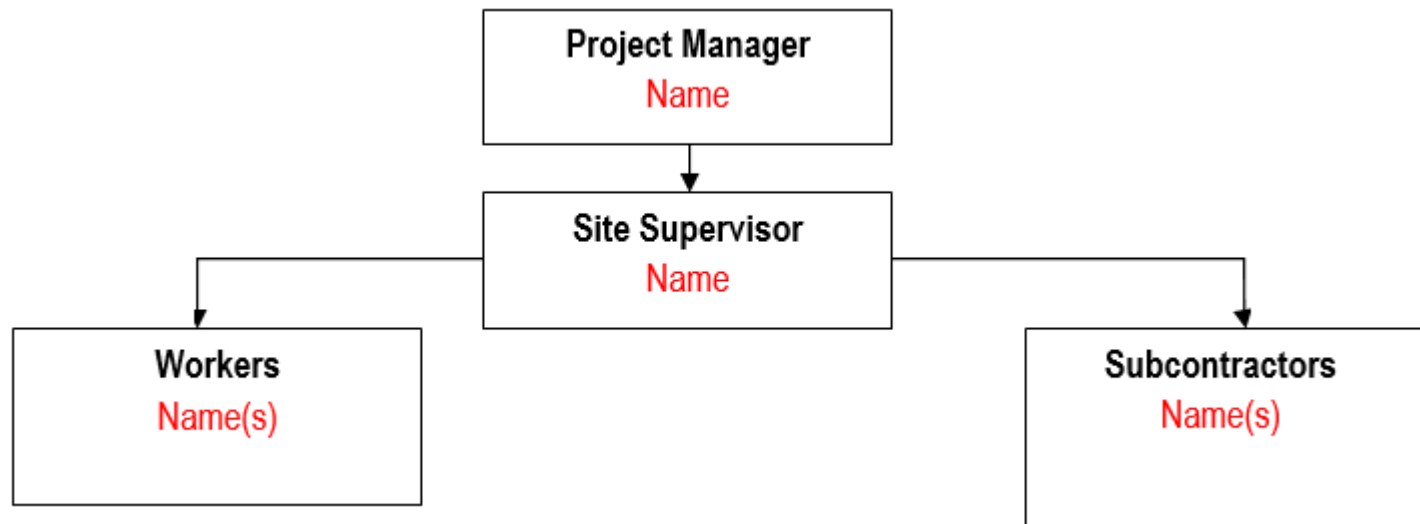 Project Manager
Name
Site Supervisor
Name
Workers
Name(s)
Subcontractors
Name(s)